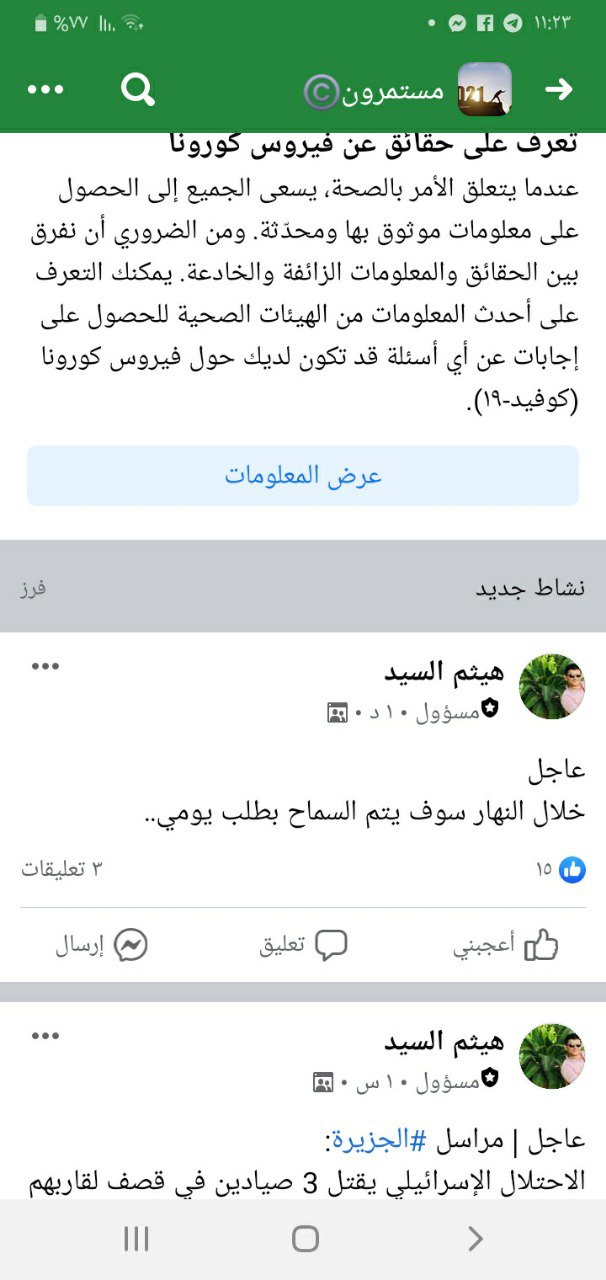 ١١:٢٣
%٧٧
مستمرون©
021
تعرف على حقائق عن فيروس كورونا
عندما يتعلق الأمر بالصحة، يسعى الجميع إلى الحصول
على معلومات موثوق بها ومحدّثة. ومن الضروري أن نفرق
بين الحقائق والمعلومات الزائفة والخادعة. يمكنك التعرف
على أحدث المعلومات من الهيئات الصحية للحصول على
إجابات عن أي أسئلة قد تكون لديك حول فيروس كورونا
(كوفيد-١٩).
عرض المعلومات
نشاط جديد
فرز
هيثم السيد
مسؤول • ١ د •
عاجل
خلال النهار سوف يتم السماح بطلب يومي..
١٥
٣ تعليقات
أعجبني
تعليق
إرسال
هيثم السيد
مسؤول • ١ س •
عاجل | مراسل #الجزيرة:
الاحتلال الإسرائيلي يقتل 3 صيادين في قصف لقاربهم